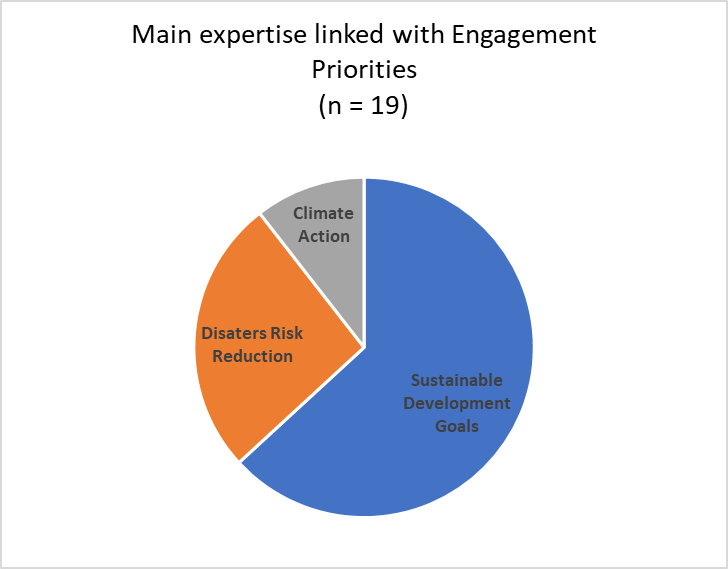 Main expertise linked with Engagement
Priorities
(n = 19)
Climate
Action
Disaters Risk
Reduction
Sustainable
Development
Goals